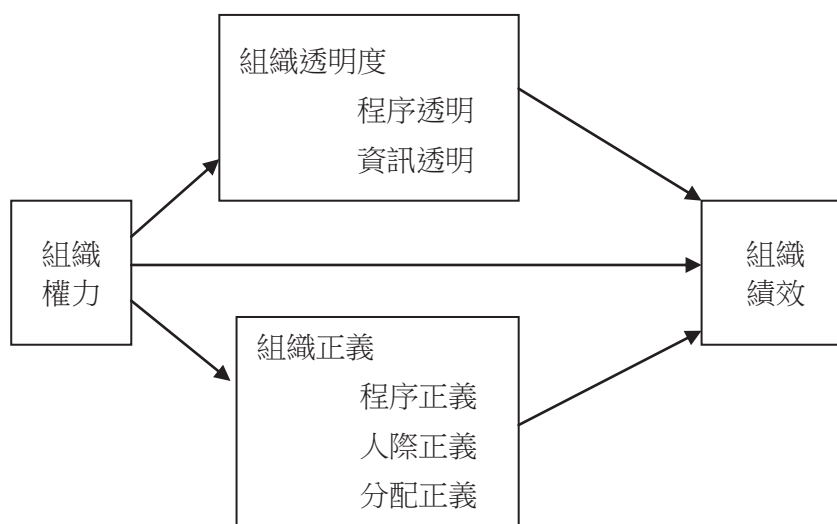 組織透明度
程序透明
資訊透明
組織
權力
組織
績效
組織正義
程序正義
人際正義
分配正義